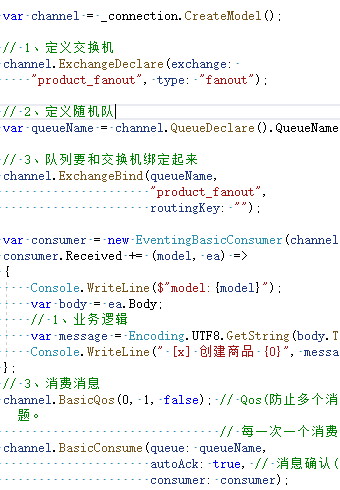 var channel = _connection.CreateModel();
// 1、定义交换机
channel.ExchangeDeclare(exchange:
"product_fanout", type: "fanout");
// 2、定义随机队
var queueName = channel.QueueDeclare().QueueName
// 3、队列要和交换机绑定起来
channel.ExchangeBind(queueName,
"product_fanout",
routingKey: "");
var consumer = new EventingBasicConsumer(channel
consumer.Received += (model, ea) =>
{
Console.WriteLine($"model:{model}");
var body = ea.Body;
// 1、业务逻辑
var message = Encoding.UTF8.GetString(body.T
Console.WriteLine(" [x] 创建商品 {0}", messa
};
// 3、消费消息
channel.BasicQos(0, 1, false); // Qos(防止多个消
题。
// 每一次一个消费
channel.BasicConsume(queue: queueName,
autoAck: true, // 消息确认(
consumer: consumer);